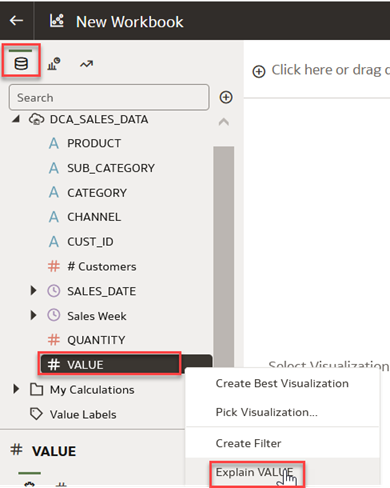 New Workbook
Click here or drag
Search
DCA_SALES_DATA
A PRODUCT
A SUB_CATEGORY
A CATEGORY
A CHANNEL
A CUST_ID
# # Customers
SALES_DATE
Sales Week
# QUANTITY
# VALUE
Select Visualization
My Calculations
Value Labels
# VALUE
#
Create Best Visualization
Pick Visualization...
Create Filter
Explain VALUE